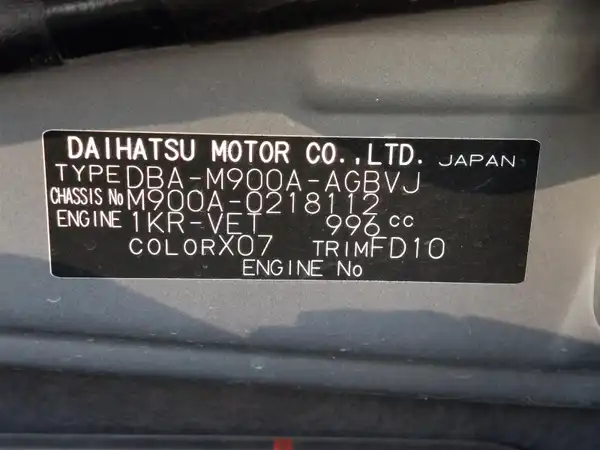 DAIHATSU MOTOR CO.,LTD. JAPAN
TYPE DBA-M900A-AGBVJ
CHASSIS No M900A-0218112
ENGINE 1KR-VET 996 cc
COLOR X07 TRIM FD10
ENGINE No